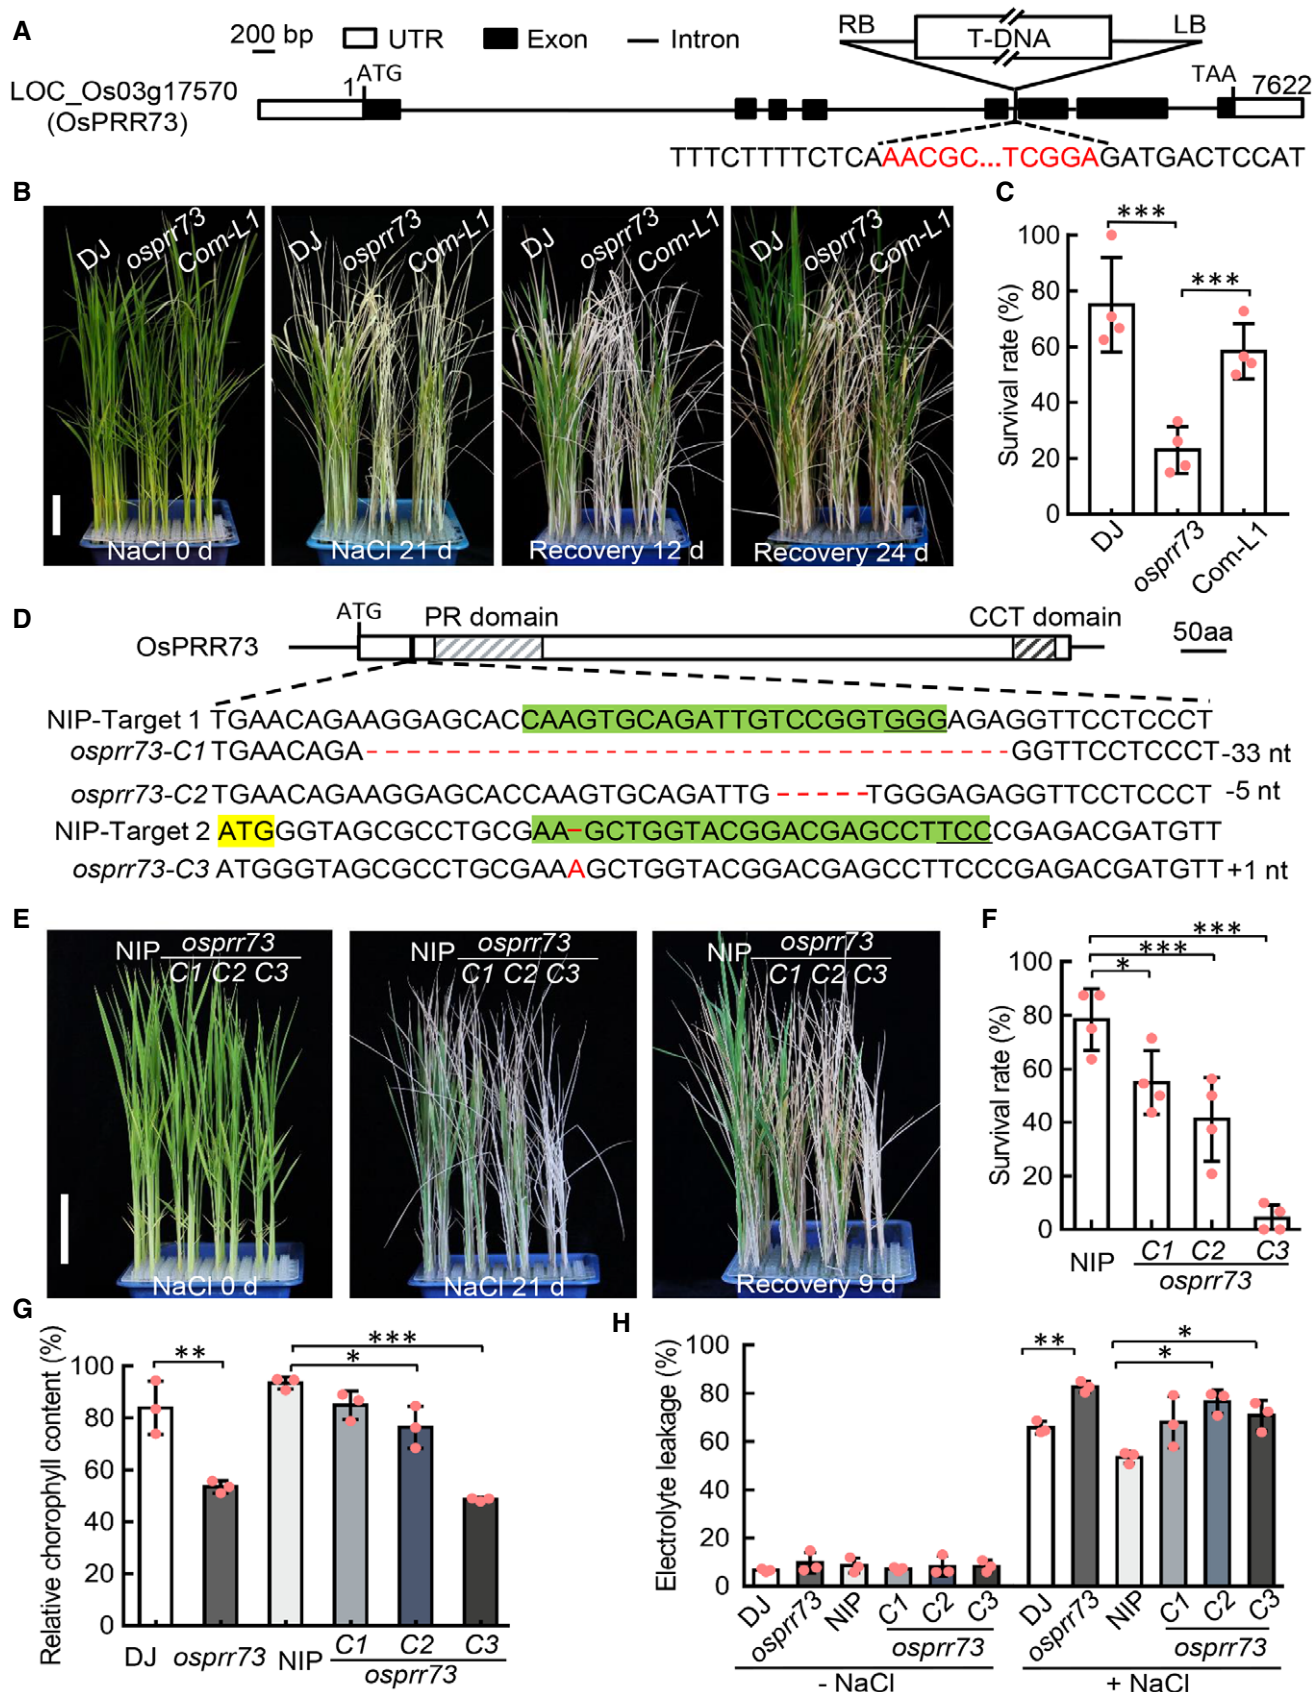 A
200 bp UTR Exon Intron
RB T-DNA LB
LOC_Os03g17570
(OsPRR73)
1 ATG TAA 7622
TTTCTTTTCTCAAACGC...TCGGAGATGACTCCAT
B
DJ osprr73 Com-L1
NaCl 0 d
DJ osprr73 Com-L1
NaCl 21 d
DJ osprr73 Com-L1
Recovery 12 d
DJ osprr73 Com-L1
Recovery 24 d
C
*** ***
Survival rate (%)
100
80
60
40
20
0
DJ osprr73 Com-L1
D
ATG PR domain CCT domain
OsPRR73 50aa
NIP-Target 1 TGAACAGAAGGAGCACCAAGTGCAGATTGTCCGGTGGGAGAGGTTCCTCCCT
osprr73-C1 TGAACAGA---------------------------------GGTTCCTCCCT -33 nt
osprr73-C2 TGAACAGAAGGAGCACCAAGTGCAGATTG-----TGGGAGAGGTTCCTCCCT -5 nt
NIP-Target 2 ATGGGTAGCGCCTGCGAA-GCTGGTACGGACGAGCCTTCCCGAGACGATGTT
osprr73-C3 ATGGGTAGCGCCTGCGAAAGCTGGTACGGACGAGCCTTCCCGAGACGATGTT +1 nt
E
NIP osprr73
C1 C2 C3
NaCl 0 d
NIP osprr73
C1 C2 C3
NaCl 21 d
NIP osprr73
C1 C2 C3
Recovery 9 d
F
***
***
*
Survival rate (%)
100
80
60
40
20
0
NIP C1 C2 C3
osprr73
G
** * ***
Relative chorophyll content (%)
100
80
60
40
20
0
DJ osprr73 NIP C1 C2 C3
osprr73
H
** * *
Electrolyte leakage (%)
100
80
60
40
20
0
DJ osprr73 NIP C1 C2 C3 DJ osprr73 NIP C1 C2 C3
osprr73 osprr73
- NaCl + NaCl